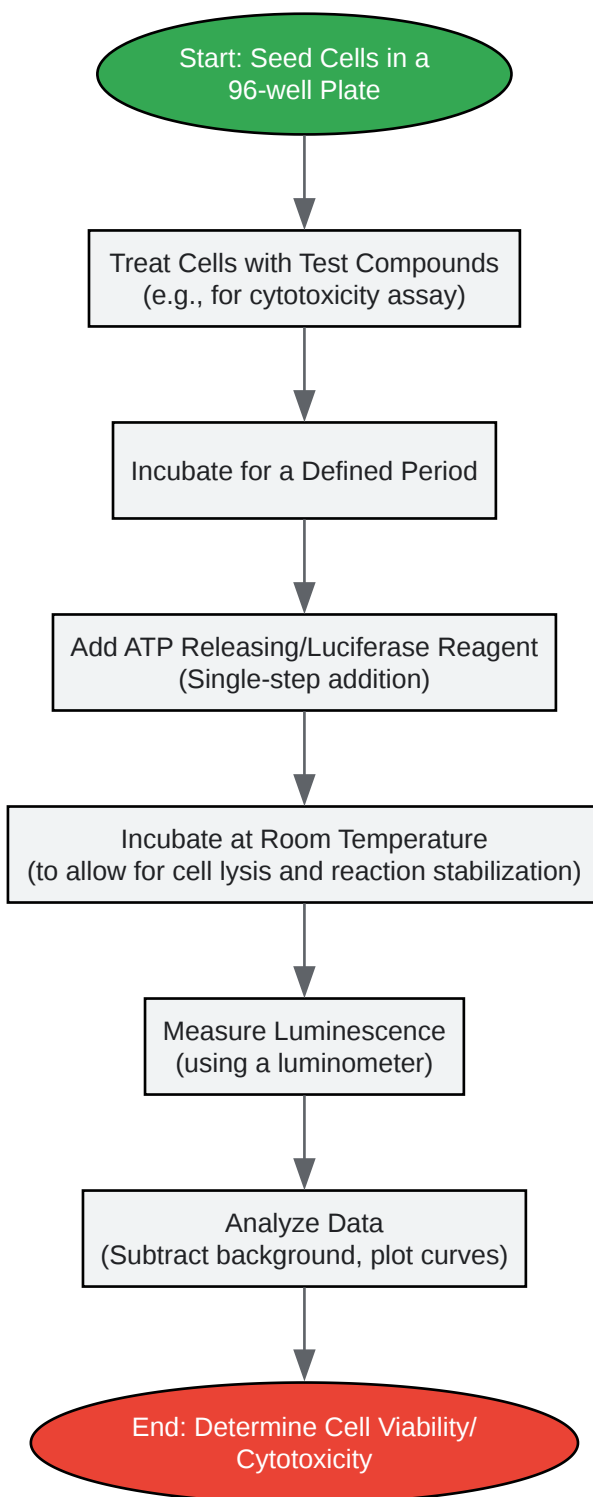 Start: Seed Cells in a
96-well Plate
Treat Cells with Test Compounds
(e.g., for cytotoxicity assay)
Incubate for a Defined Period
Add ATP Releasing/Luciferase Reagent
(Single-step addition)
Incubate at Room Temperature
(to allow for cell lysis and reaction stabilization)
Measure Luminescence
(using a luminometer)
Analyze Data
(Subtract background, plot curves)
End: Determine Cell Viability/
Cytotoxicity